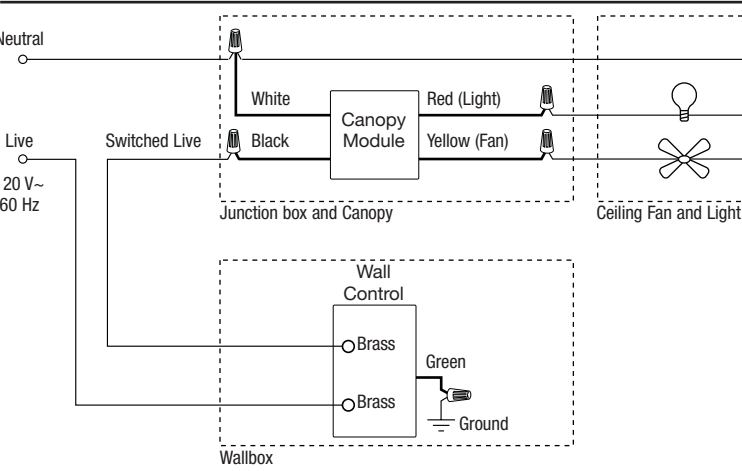 Neutral
White
Red (Light)
Canopy
Module
Live
Switched Live
Black
Yellow (Fan)
20 V~
60 Hz
Junction box and Canopy
Ceiling Fan and Light
Wall
Control
Brass
Green
Brass
Ground
Wallbox